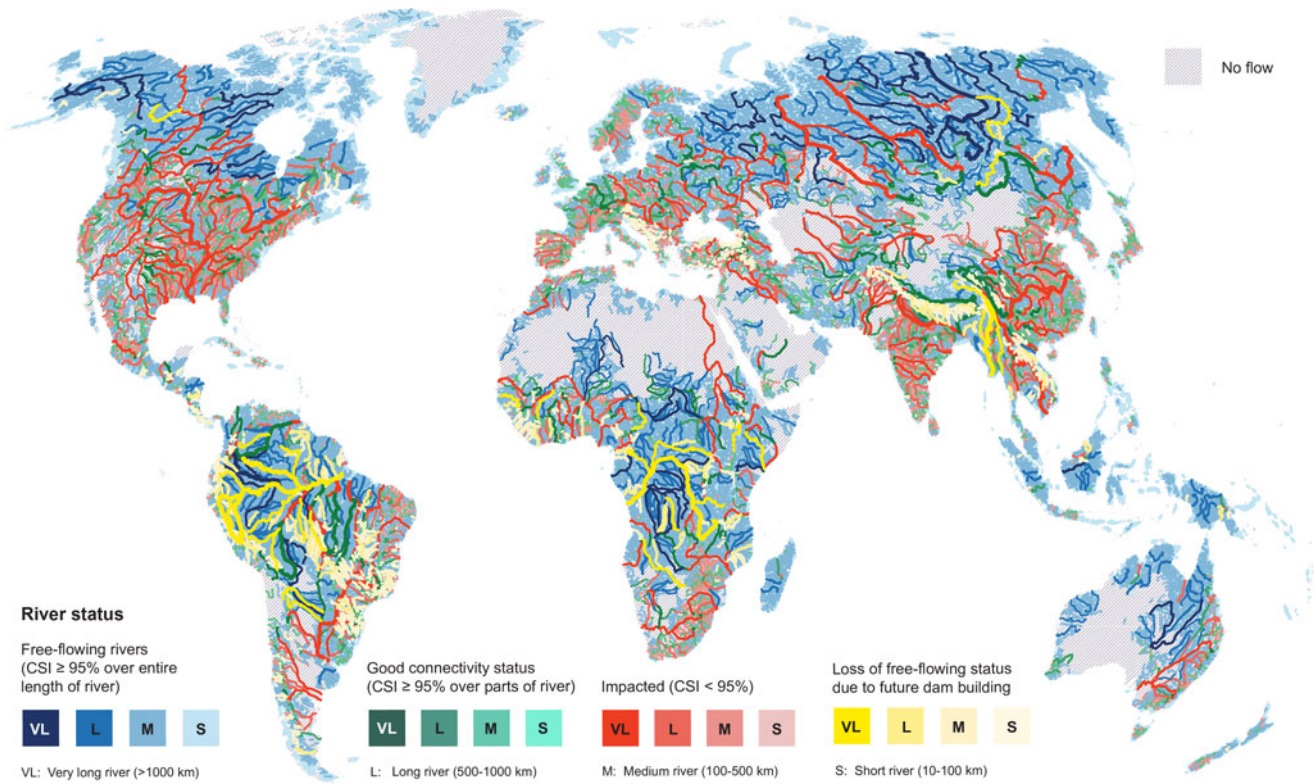 No flow
River status
Free-flowing rivers
(CSI ≥ 95% over entire
length of river)
VL L M S
VL: Very long river (>1000 km)
Good connectivity status
(CSI ≥ 95% over parts of river)
VL L M S
L: Long river (500-1000 km)
Impacted (CSI < 95%)
VL L M S
M: Medium river (100-500 km)
Loss of free-flowing status
due to future dam building
VL L M S
S: Short river (10-100 km)